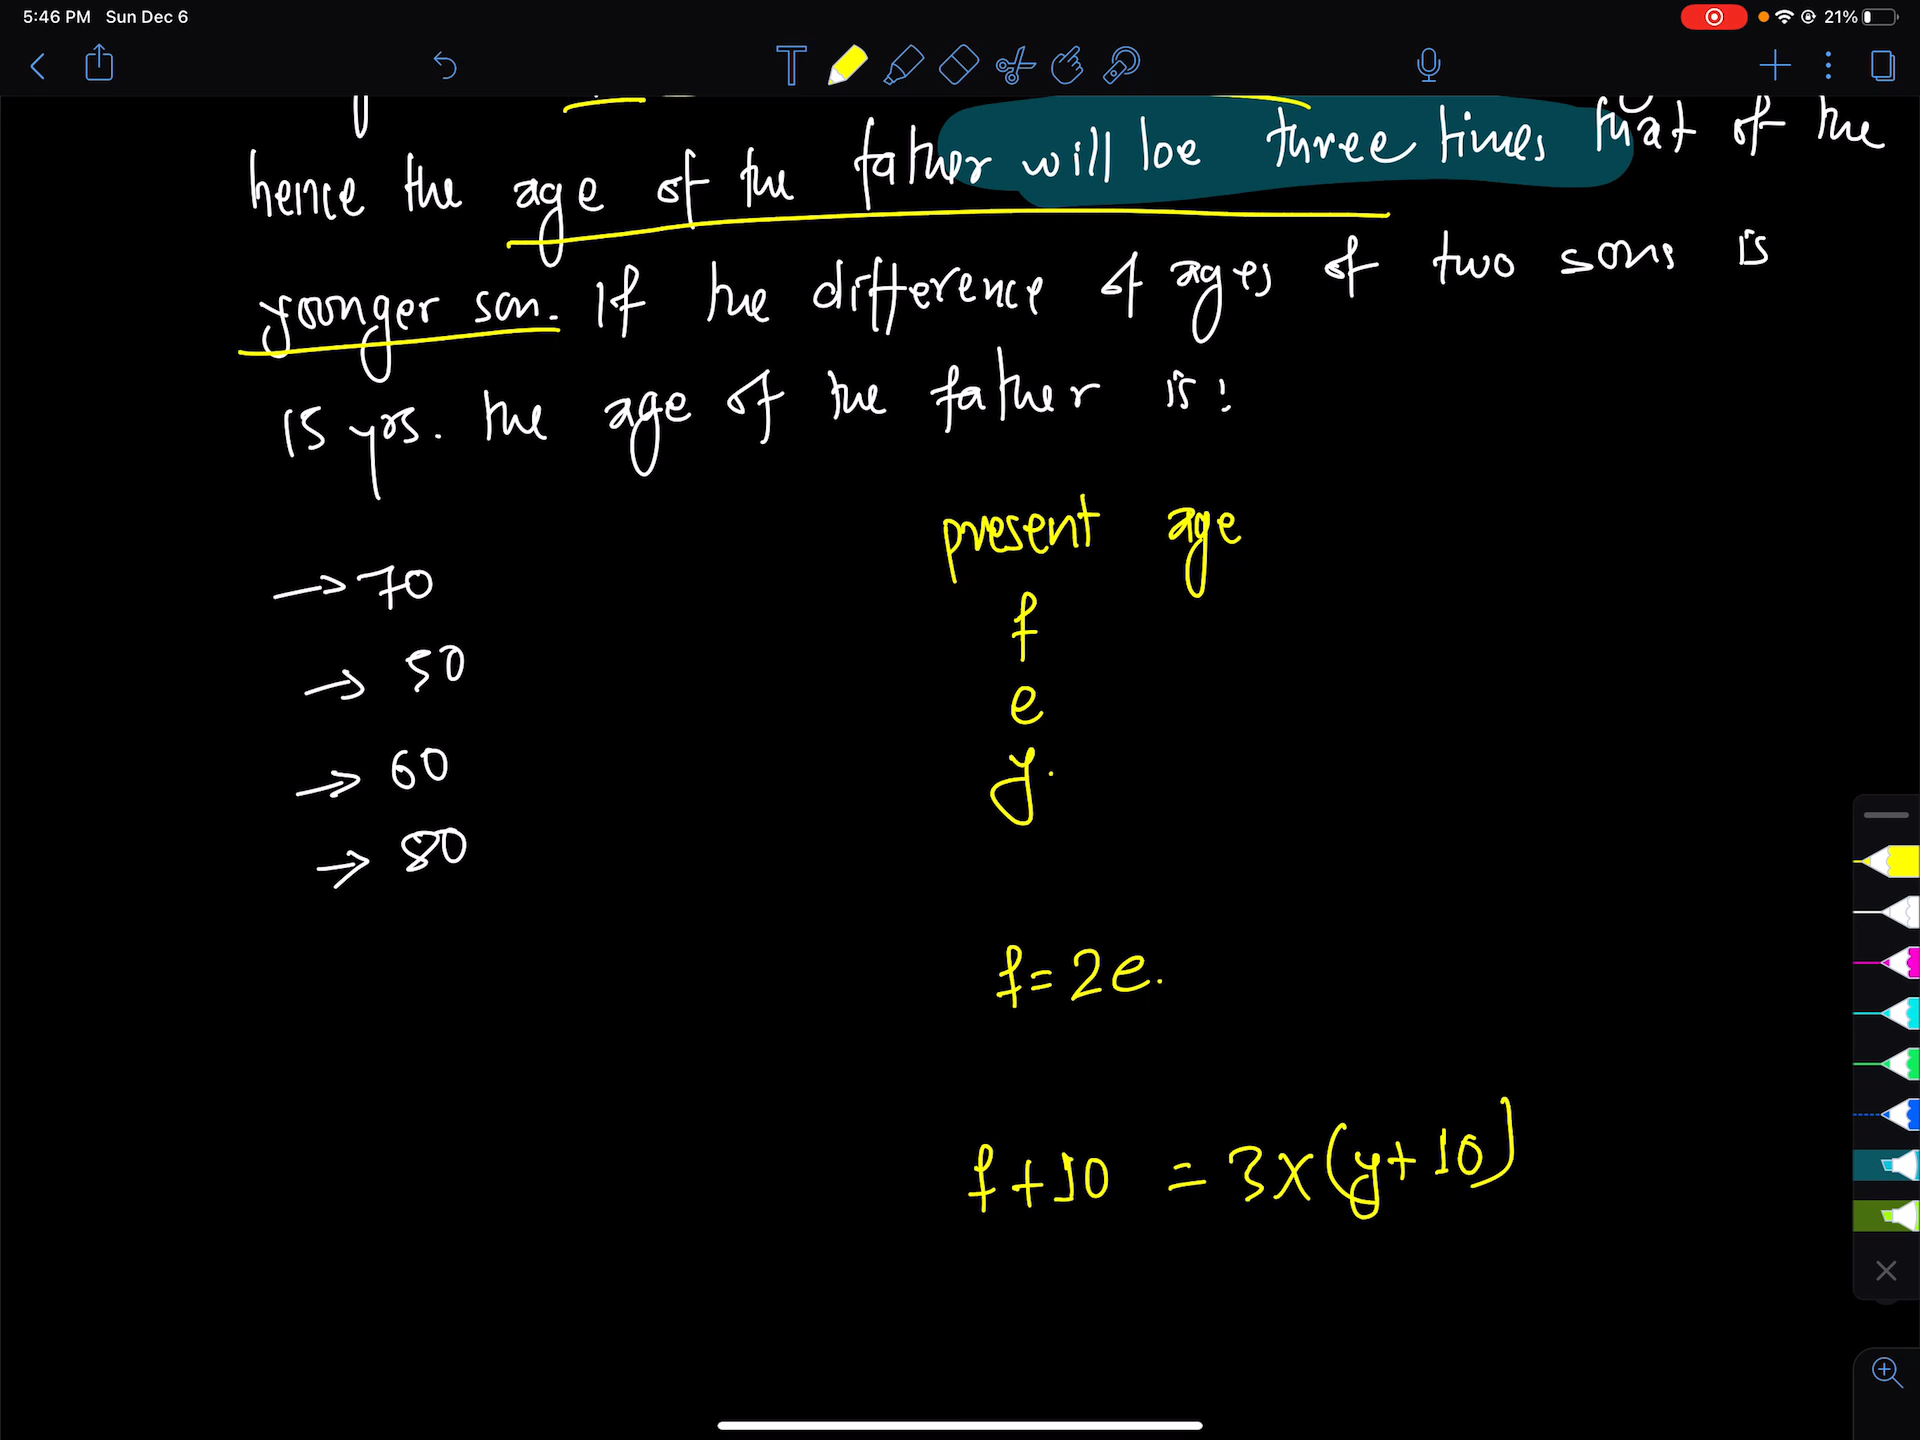 5:46 PM Sun Dec 6
21%
hence the age of the father will be three times that of the
younger son. If the difference of ages of two sons is
15 yrs. the age of the father is:
→ 70
→ 50
→ 60
→ 80
present age
f
e
y.
f = 2e.
f + 10 = 3x(y + 10)